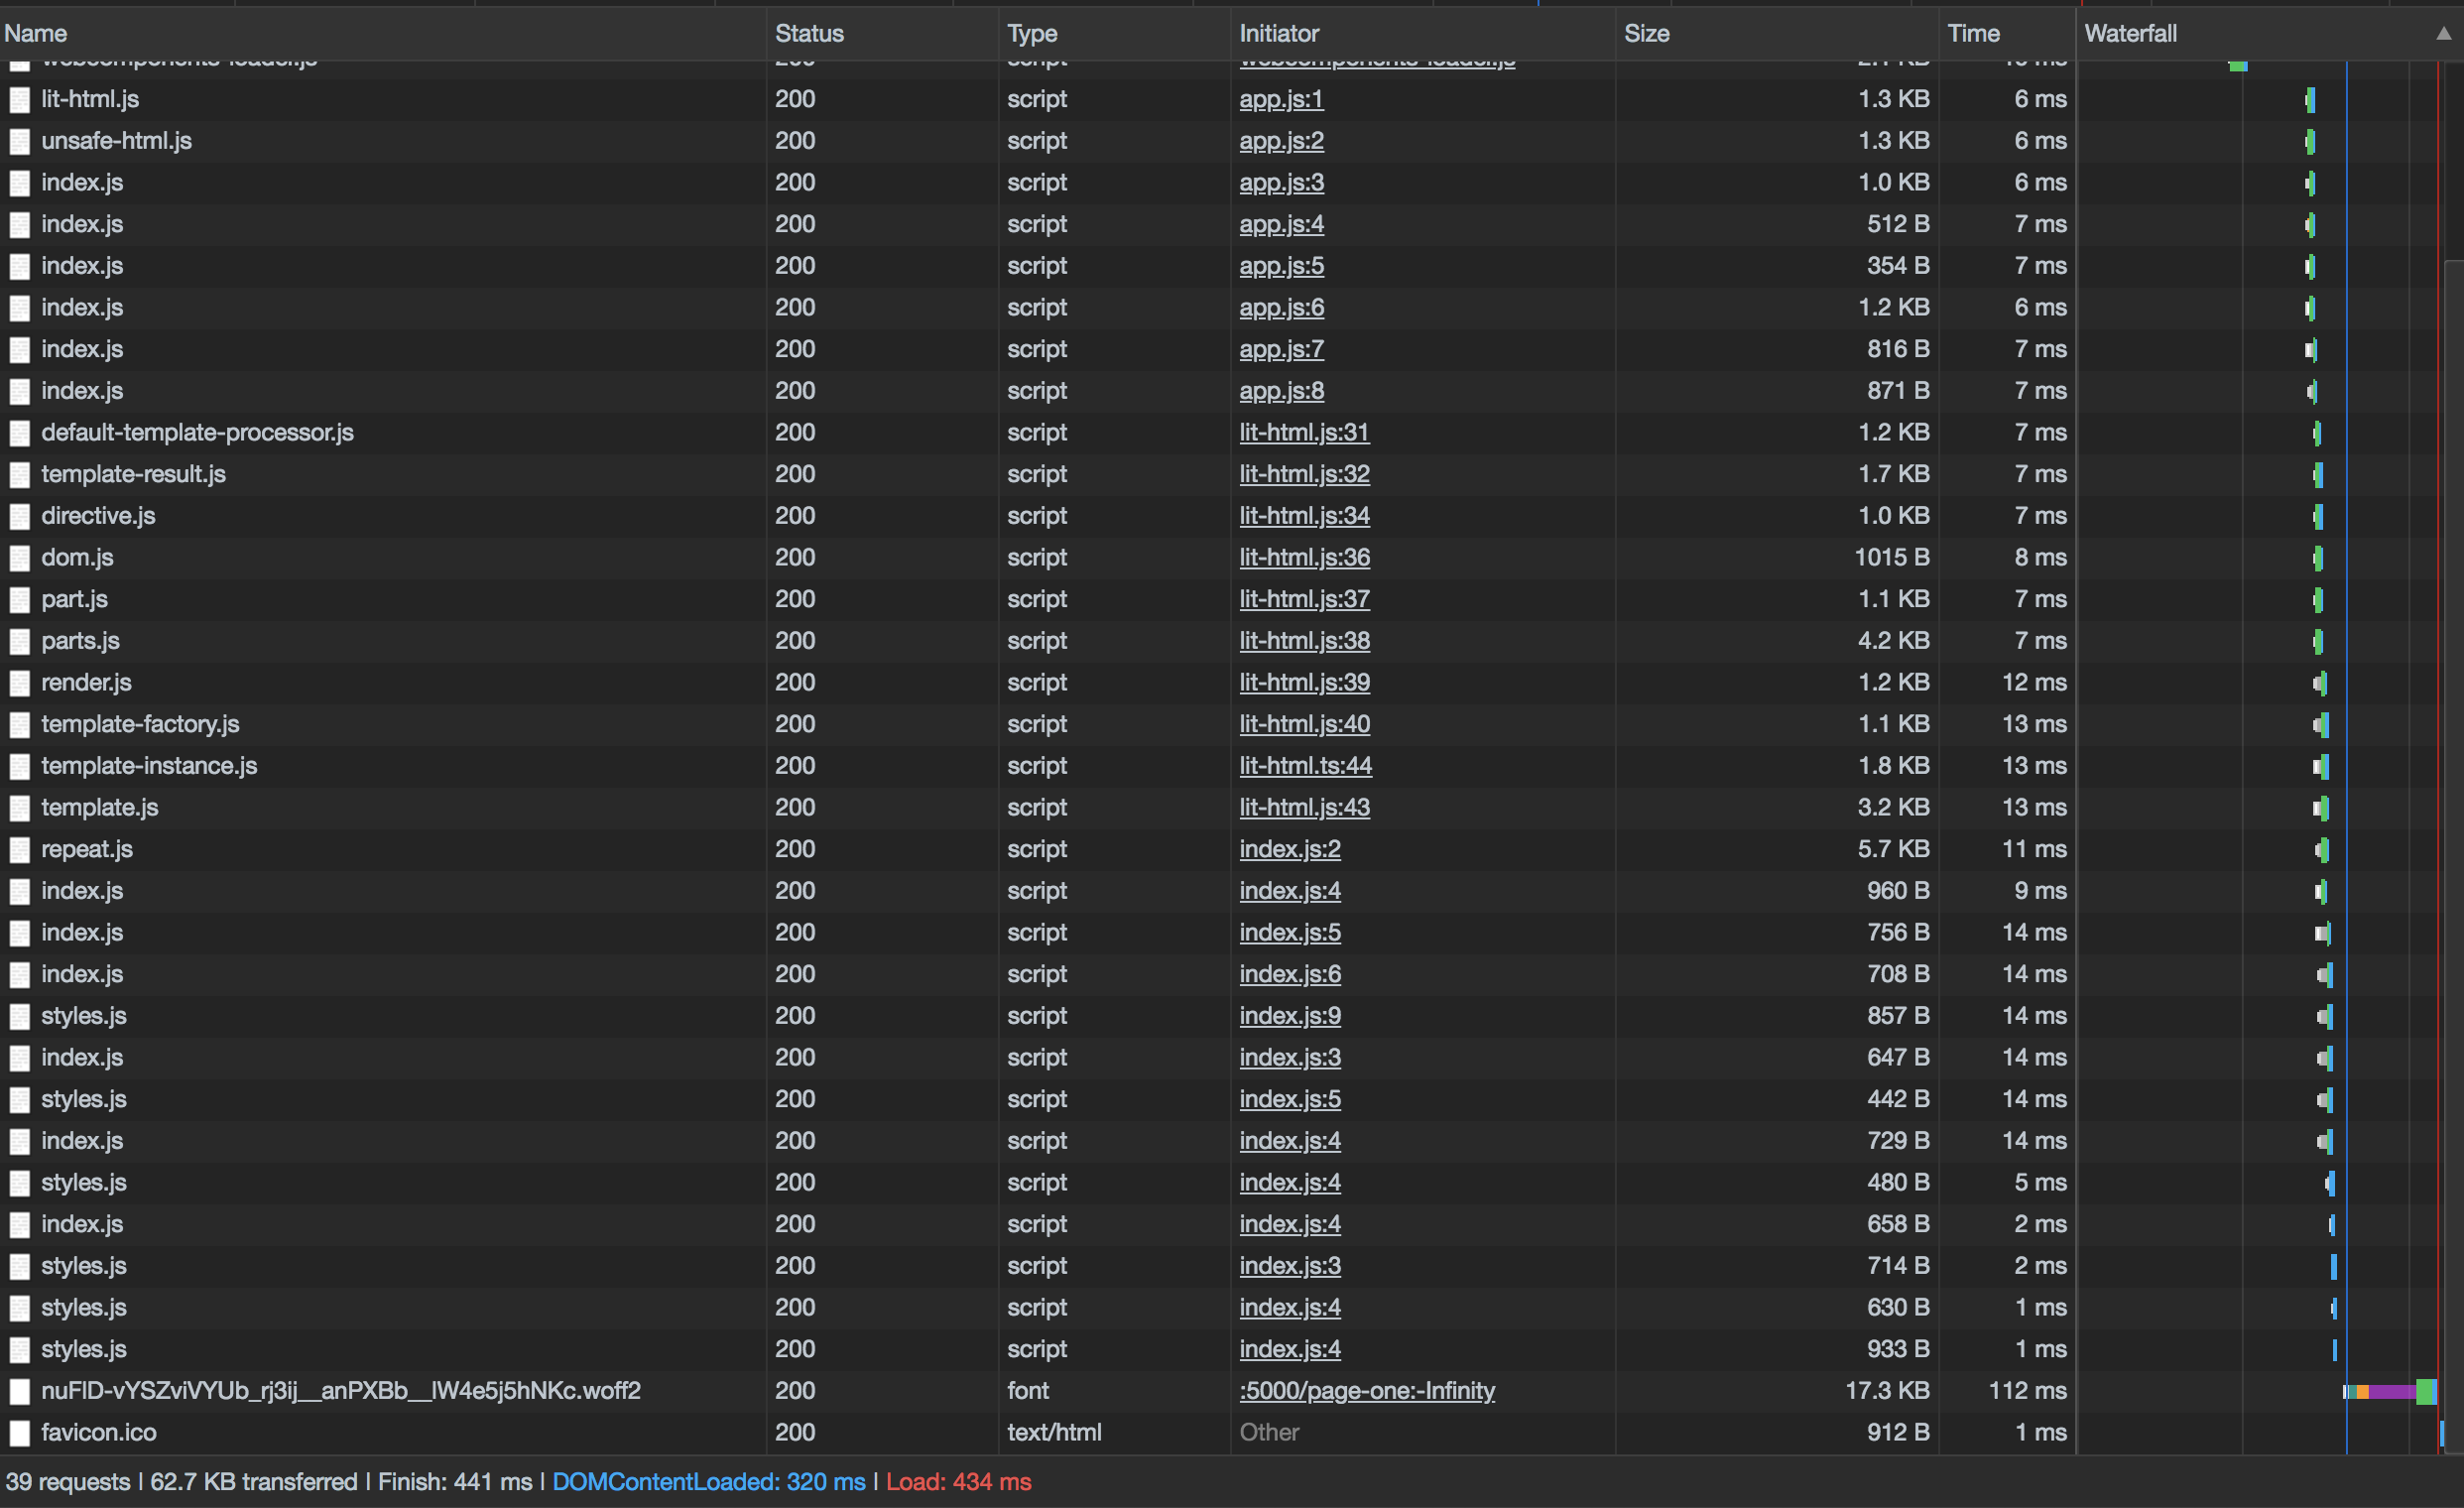 Name Status Type Initiator Size Time Waterfall
webcomponents-loader.js 200 script webcomponents-loader.js
lit-html.js 200 script app.js:1 1.3 KB 6 ms
unsafe-html.js 200 script app.js:2 1.3 KB 6 ms
index.js 200 script app.js:3 1.0 KB 6 ms
index.js 200 script app.js:4 512 B 7 ms
index.js 200 script app.js:5 354 B 7 ms
index.js 200 script app.js:6 1.2 KB 6 ms
index.js 200 script app.js:7 816 B 7 ms
index.js 200 script app.js:8 871 B 7 ms
default-template-processor.js 200 script lit-html.js:31 1.2 KB 7 ms
template-result.js 200 script lit-html.js:32 1.7 KB 7 ms
directive.js 200 script lit-html.js:34 1.0 KB 7 ms
dom.js 200 script lit-html.js:36 1015 B 8 ms
part.js 200 script lit-html.js:37 1.1 KB 7 ms
parts.js 200 script lit-html.js:38 4.2 KB 7 ms
render.js 200 script lit-html.js:39 1.2 KB 12 ms
template-factory.js 200 script lit-html.js:40 1.1 KB 13 ms
template-instance.js 200 script lit-html.ts:44 1.8 KB 13 ms
template.js 200 script lit-html.js:43 3.2 KB 13 ms
repeat.js 200 script index.js:2 5.7 KB 11 ms
index.js 200 script index.js:4 960 B 9 ms
index.js 200 script index.js:5 756 B 14 ms
index.js 200 script index.js:6 708 B 14 ms
styles.js 200 script index.js:9 857 B 14 ms
index.js 200 script index.js:3 647 B 14 ms
styles.js 200 script index.js:5 442 B 14 ms
index.js 200 script index.js:4 729 B 14 ms
styles.js 200 script index.js:4 480 B 5 ms
index.js 200 script index.js:4 658 B 2 ms
styles.js 200 script index.js:3 714 B 2 ms
styles.js 200 script index.js:4 630 B 1 ms
styles.js 200 script index.js:4 933 B 1 ms
nuFlD-vYSZviVYUb_rj3ij__anPXBb__lW4e5j5hNKc.woff2 200 font :5000/page-one:-Infinity 17.3 KB 112 ms
favicon.ico 200 text/html Other 912 B 1 ms
39 requests | 62.7 KB transferred | Finish: 441 ms | DOMContentLoaded: 320 ms | Load: 434 ms